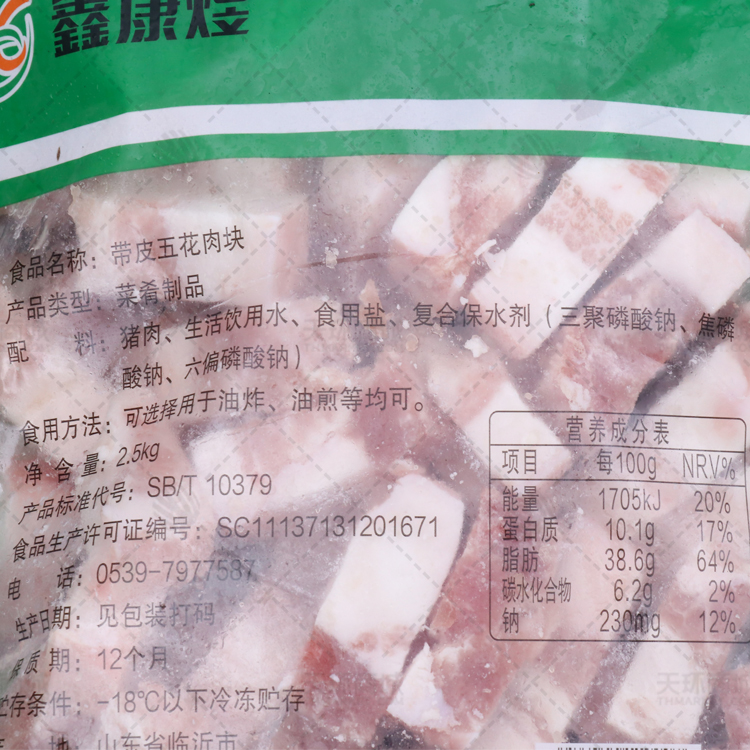 鑫康煜
食品名称：带皮五花肉块
产品类型：菜肴制品
配 料：猪肉、生活饮用水、食用盐、复合保水剂（三聚磷酸钠、焦磷
酸钠、六偏磷酸钠）
食用方法：可选择用于油炸、油煎等均可。
净 含 量：2.5kg
产品标准代号：SB/T 10379
食品生产许可证编号：SC11137131201671
电 话：0539-7977587
生产日期：见包装打码
保 质 期：12个月
贮存条件：-18℃以下冷冻贮存
地：山东省临沂市
营养成分表
项目 每100g NRV%
能量 1705kJ 20%
蛋白质 10.1g 17%
脂肪 38.6g 64%
碳水化合物 6.2g 2%
钠 230mg 12%
天环
THMAR